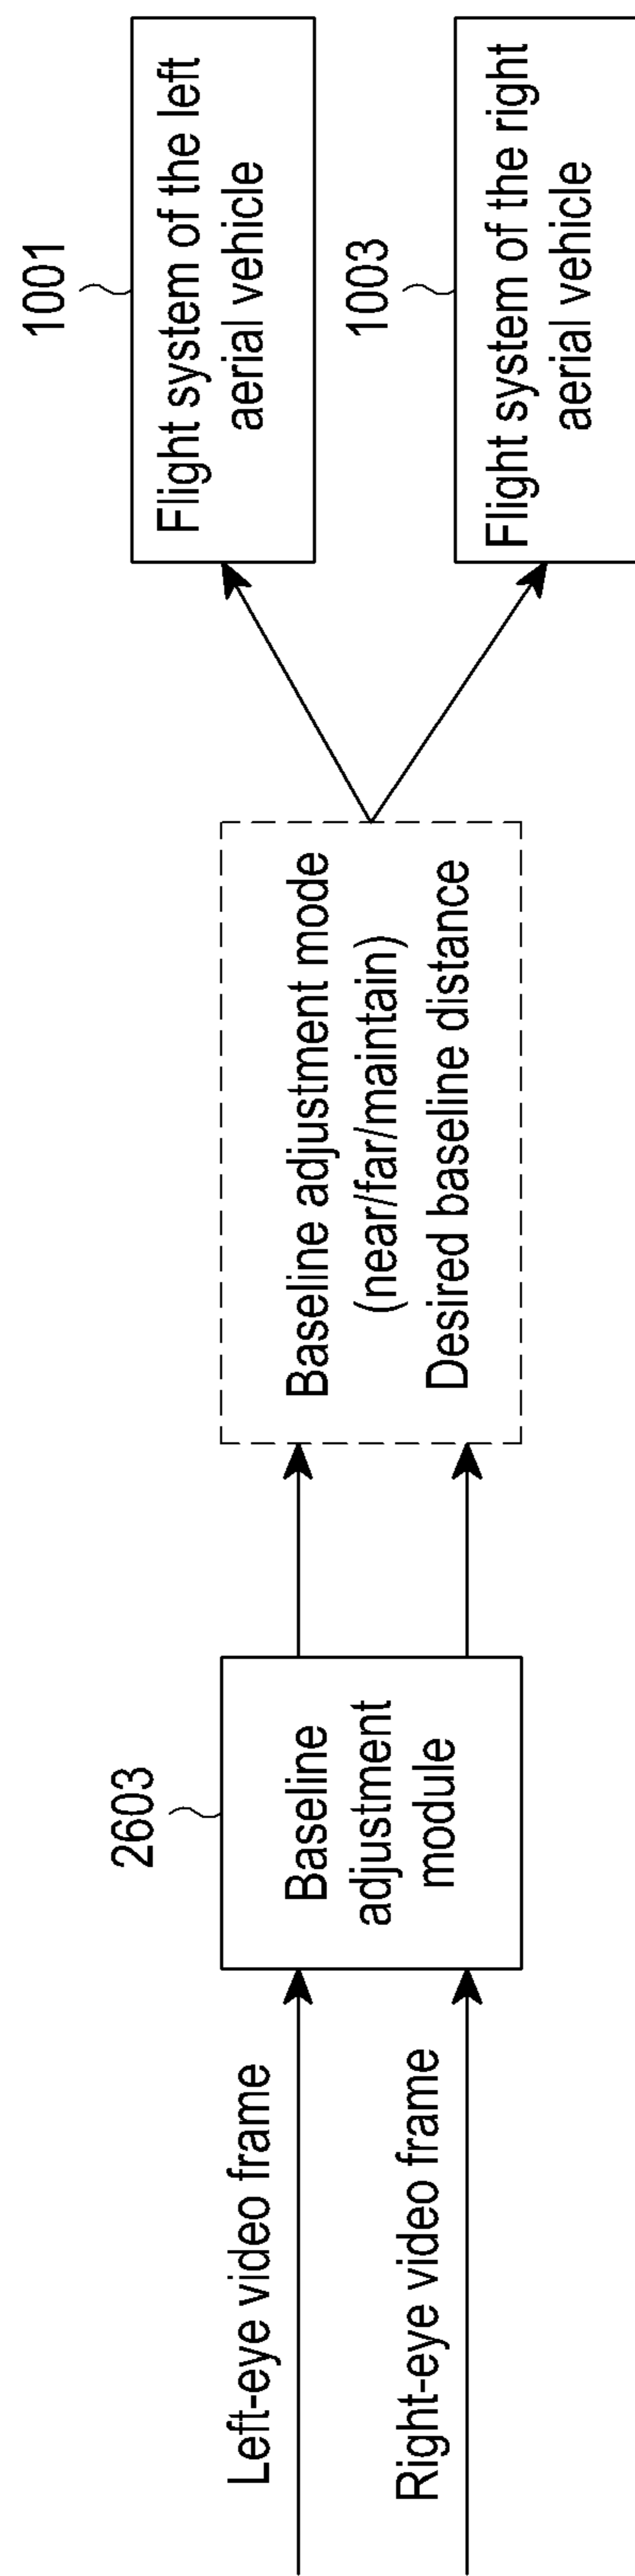 Left-eye video frame
Right-eye video frame
2603
Baseline
adjustment
module
Baseline adjustment mode
(near/far/maintain)
Desired baseline distance
1001
Flight system of the left
aerial vehicle
1003
Flight system of the right
aerial vehicle